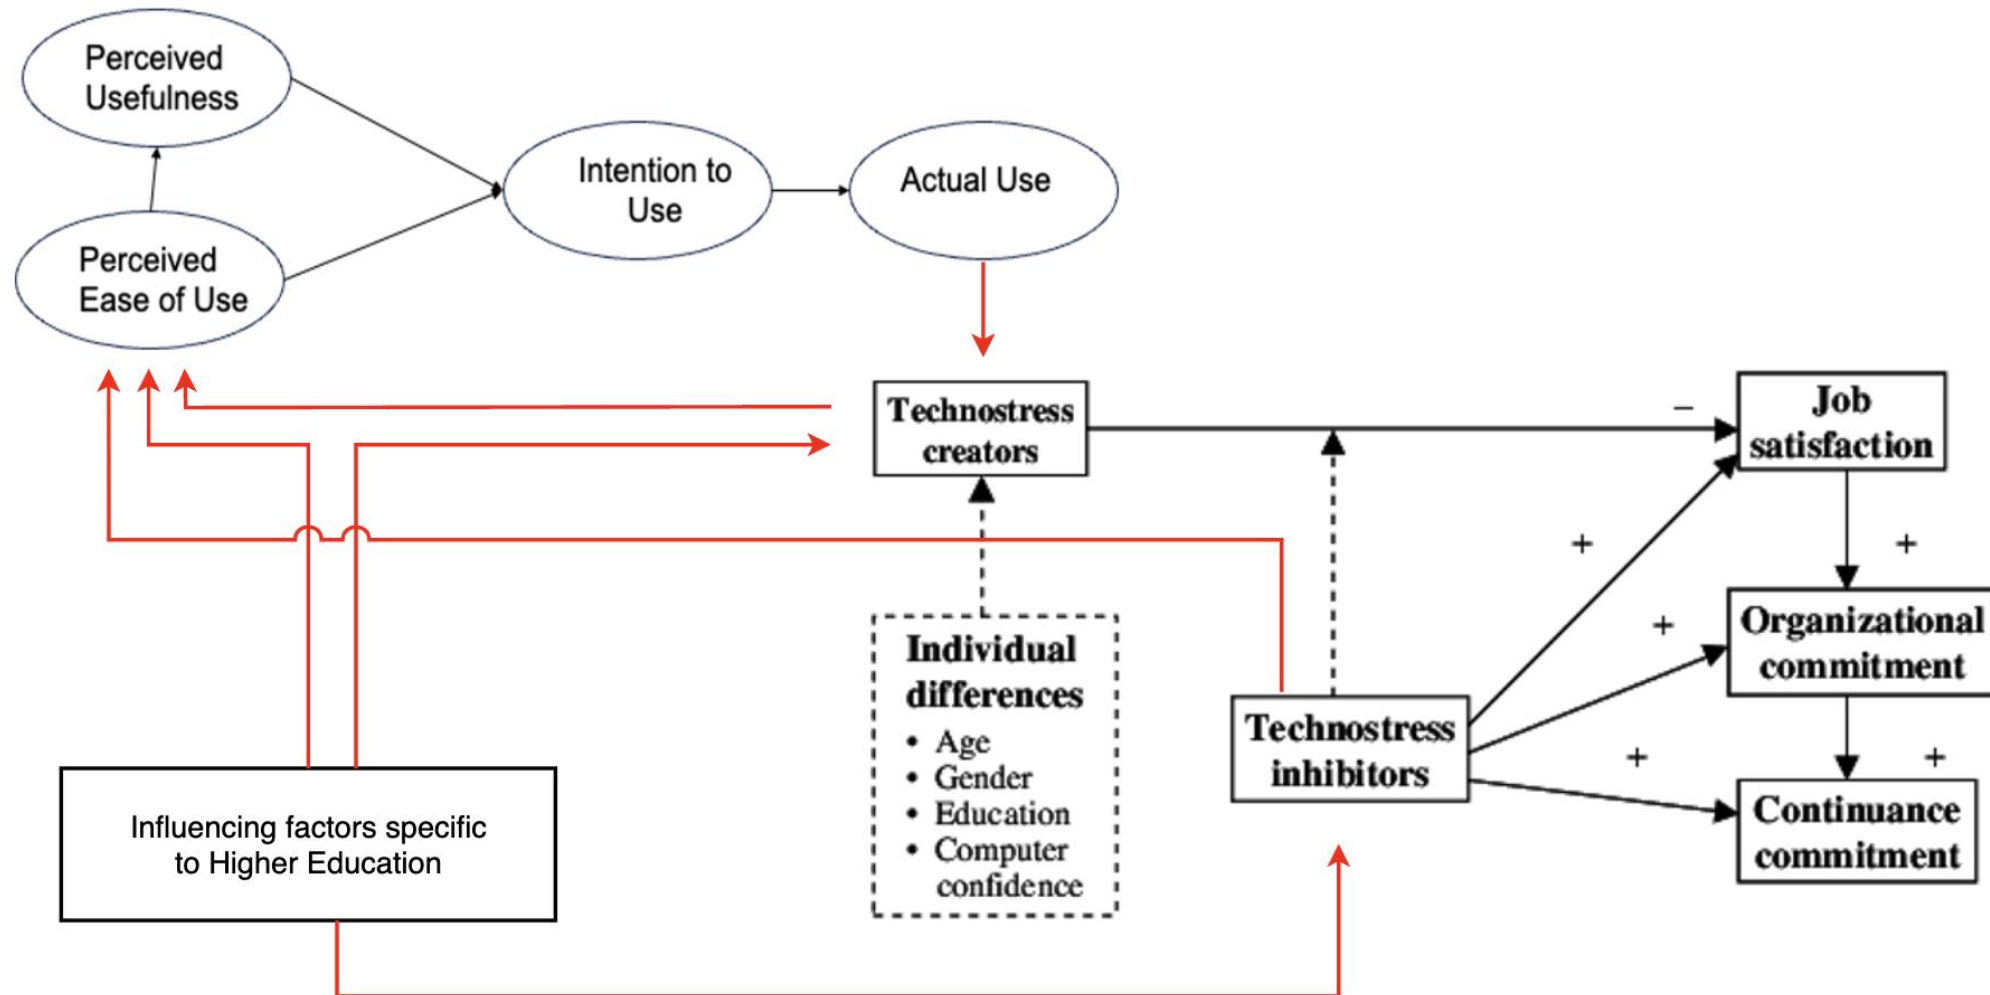 Perceived
Usefulness
Intention to
Use
Actual Use
Perceived
Ease of Use
Technostress
creators
–
Job
satisfaction
+
+
Individual
differences
• Age
• Gender
• Education
• Computer
confidence
+
Organizational
commitment
Technostress
inhibitors
+
+
Continuance
commitment
Influencing factors specific
to Higher Education